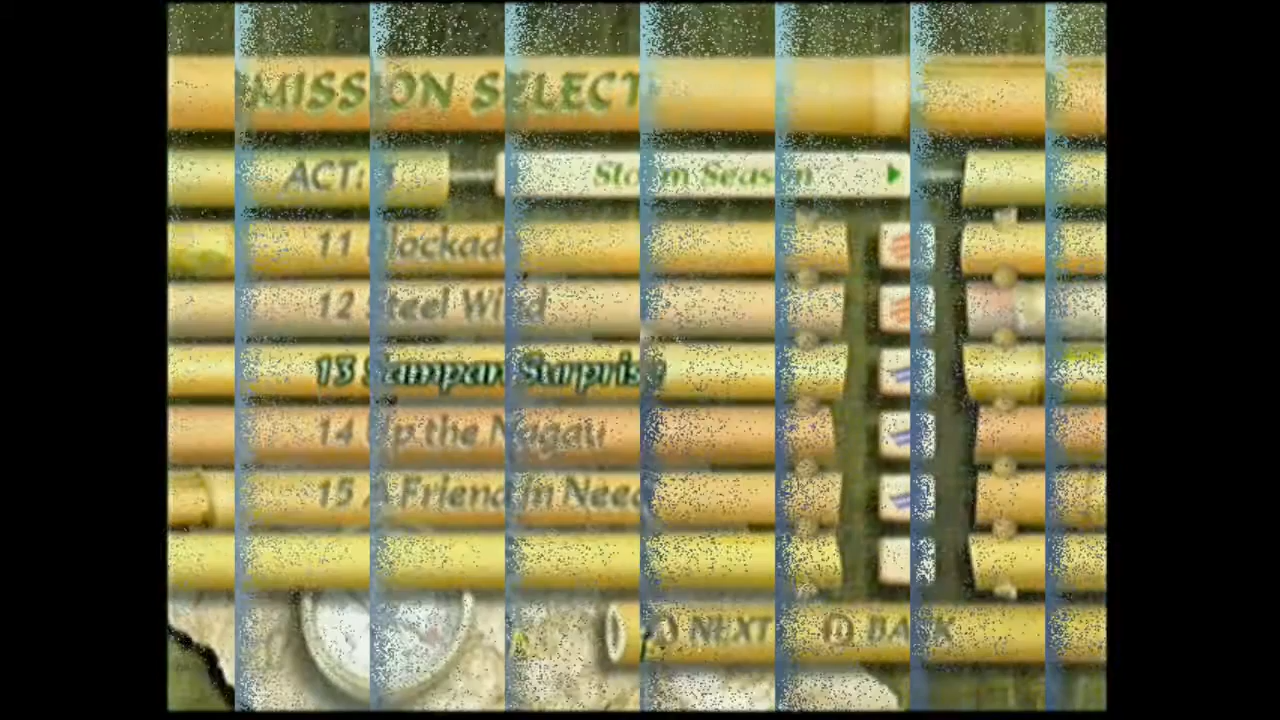 MISSION SELECT
ACT:
Storm Season
11 Blockade
12 Steel Wind
13 Sampan Surprise
14 Up the Nagati
15 A Friend in Need
NEXT BACK